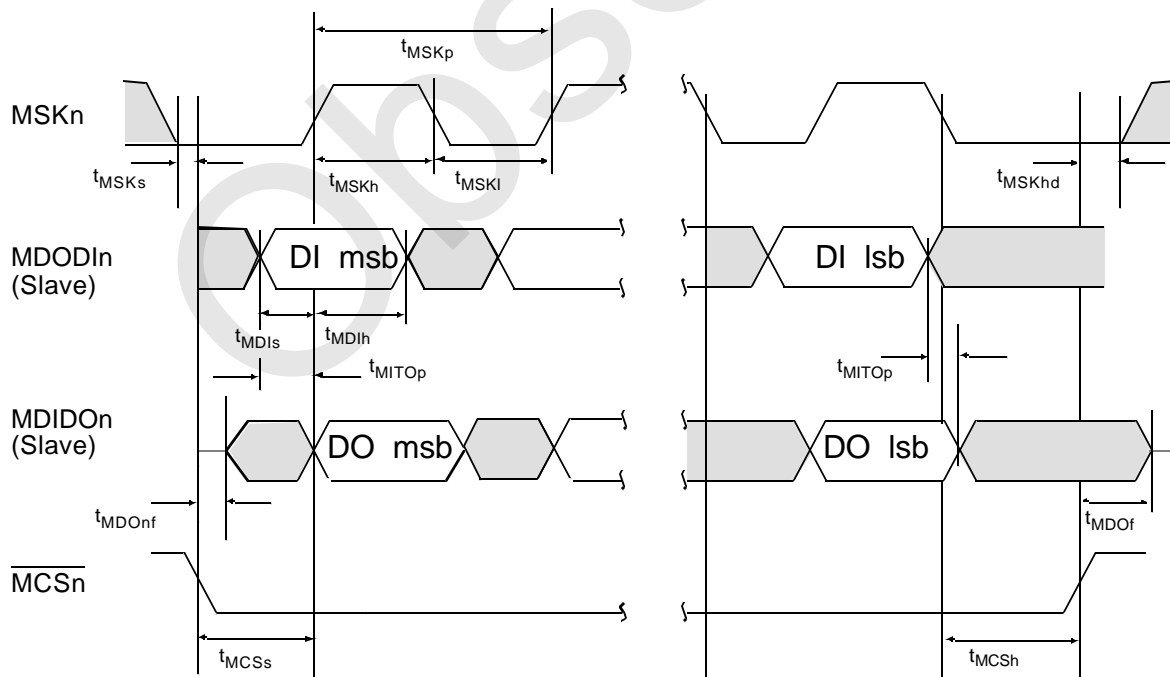 tMSKp
MSKn
tMSKs
tMSKh
tMSKl
tMSKhd
MDODIn
(Slave)
DI msb
DI lsb
tMDIs
tMDIh
tMITOp
tMITOp
MDIDOn
(Slave)
DO msb
DO lsb
tMDOnf
tMDOf
MCSn
tMCSs
tMCSh